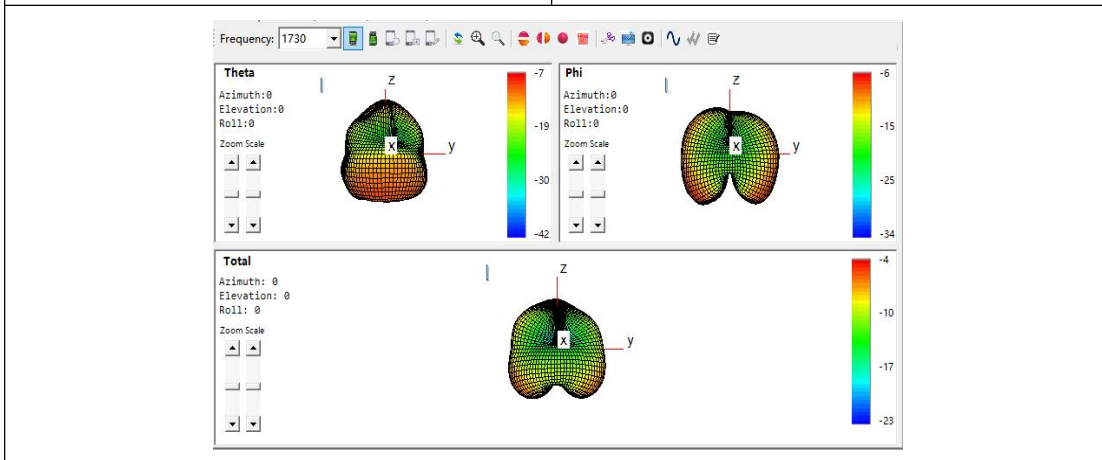 Frequency: 1730
Theta
Azimuth:0
Elevation:0
Roll:0
Zoom Scale
z
x
y
-7
-19
-30
-42
Phi
Azimuth:0
Elevation:0
Roll:0
Zoom Scale
z
x
y
-6
-15
-25
-34
Total
Azimuth: 0
Elevation: 0
Roll: 0
Zoom Scale
z
x
y
-4
-10
-17
-23